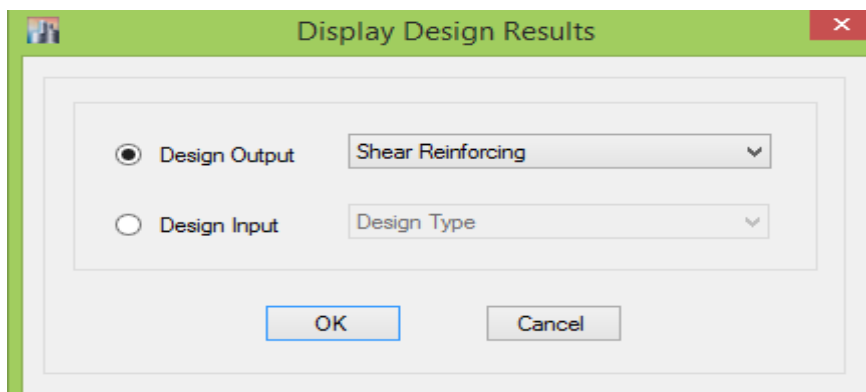 Display Design Results
Design Output Shear Reinforcing
Design Input Design Type
OK Cancel